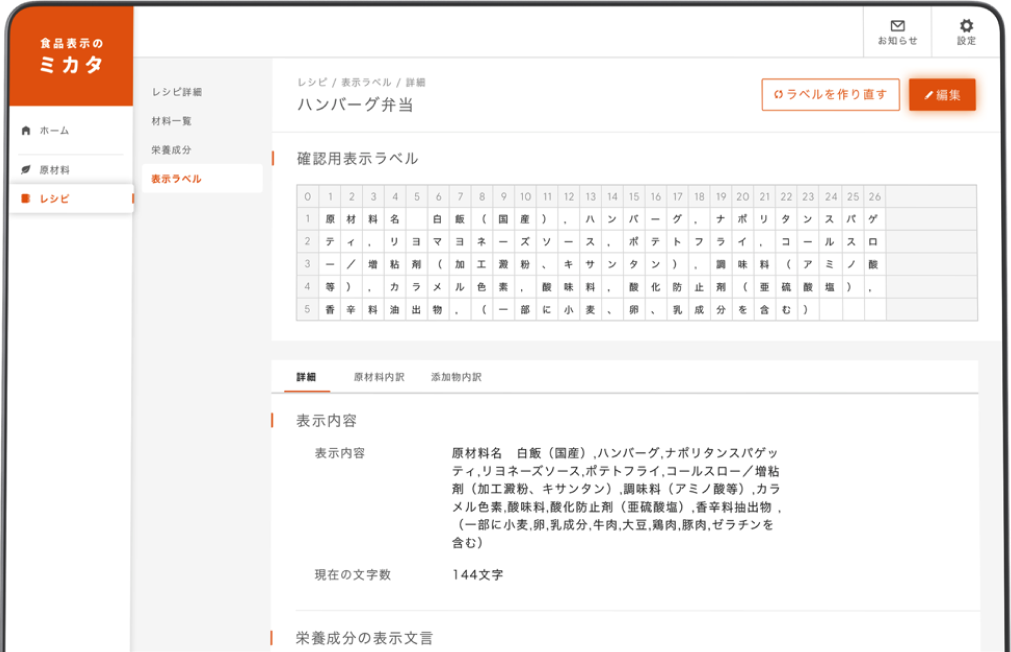 食品表示の
ミカタ
お知らせ
設定
ホーム
原材料
レシピ
レシピ詳細
材料一覧
栄養成分
表示ラベル
レシピ / 表示ラベル / 詳細
ハンバーグ弁当
ラベルを作り直す
編集
確認用表示ラベル
0 1 2 3 4 5 6 7 8 9 10 11 12 13 14 15 16 17 18 19 20 21 22 23 24 25 26
1 原材料名 白飯(国産),ハンバーグ,ナポリタンスパゲ
2 ティ,リヨマヨネーズソース,ポテトフライ,コールスロ
3 ー/増粘剤(加工澱粉、キサンタン),調味料(アミノ酸
4 等),カラメル色素,酸味料,酸化防止剤(亜硫酸塩),
5 香辛料油出物,(一部に小麦、卵、乳成分を含む)
詳細
原材料内訳
添加物内訳
表示内容
表示内容
原材料名 白飯(国産),ハンバーグ,ナポリタンスパゲッ
ティ,リヨネーズソース,ポテトフライ,コールスロー/増粘
剤(加工澱粉、キサンタン),調味料(アミノ酸等),カラ
メル色素,酸味料,酸化防止剤(亜硫酸塩),香辛料抽出物 ,
(一部に小麦,卵,乳成分,牛肉,大豆,鶏肉,豚肉,ゼラチンを
含む)
現在の文字数
144文字
栄養成分の表示文言